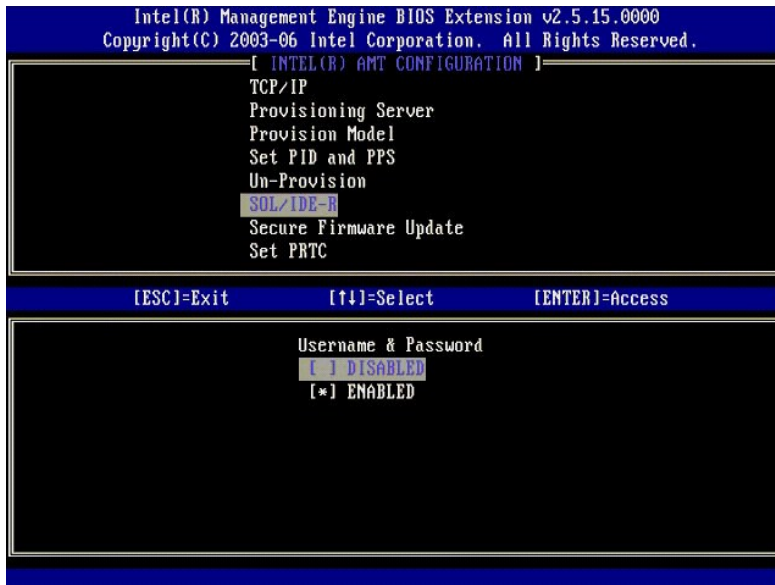 Intel(R) Management Engine BIOS Extension v2.5.15.0000
Copyright(C) 2003-06 Intel Corporation. All Rights Reserved.
[ INTEL(R) AMT CONFIGURATION ]
TCP/IP
Provisioning Server
Provision Model
Set PID and PPS
Un-Provision
SOL/IDE-R
Secure Firmware Update
Set PRTC
[ESC]=Exit [↑↓]=Select [ENTER]=Access
Username & Password
[ ] DISABLED
[*] ENABLED